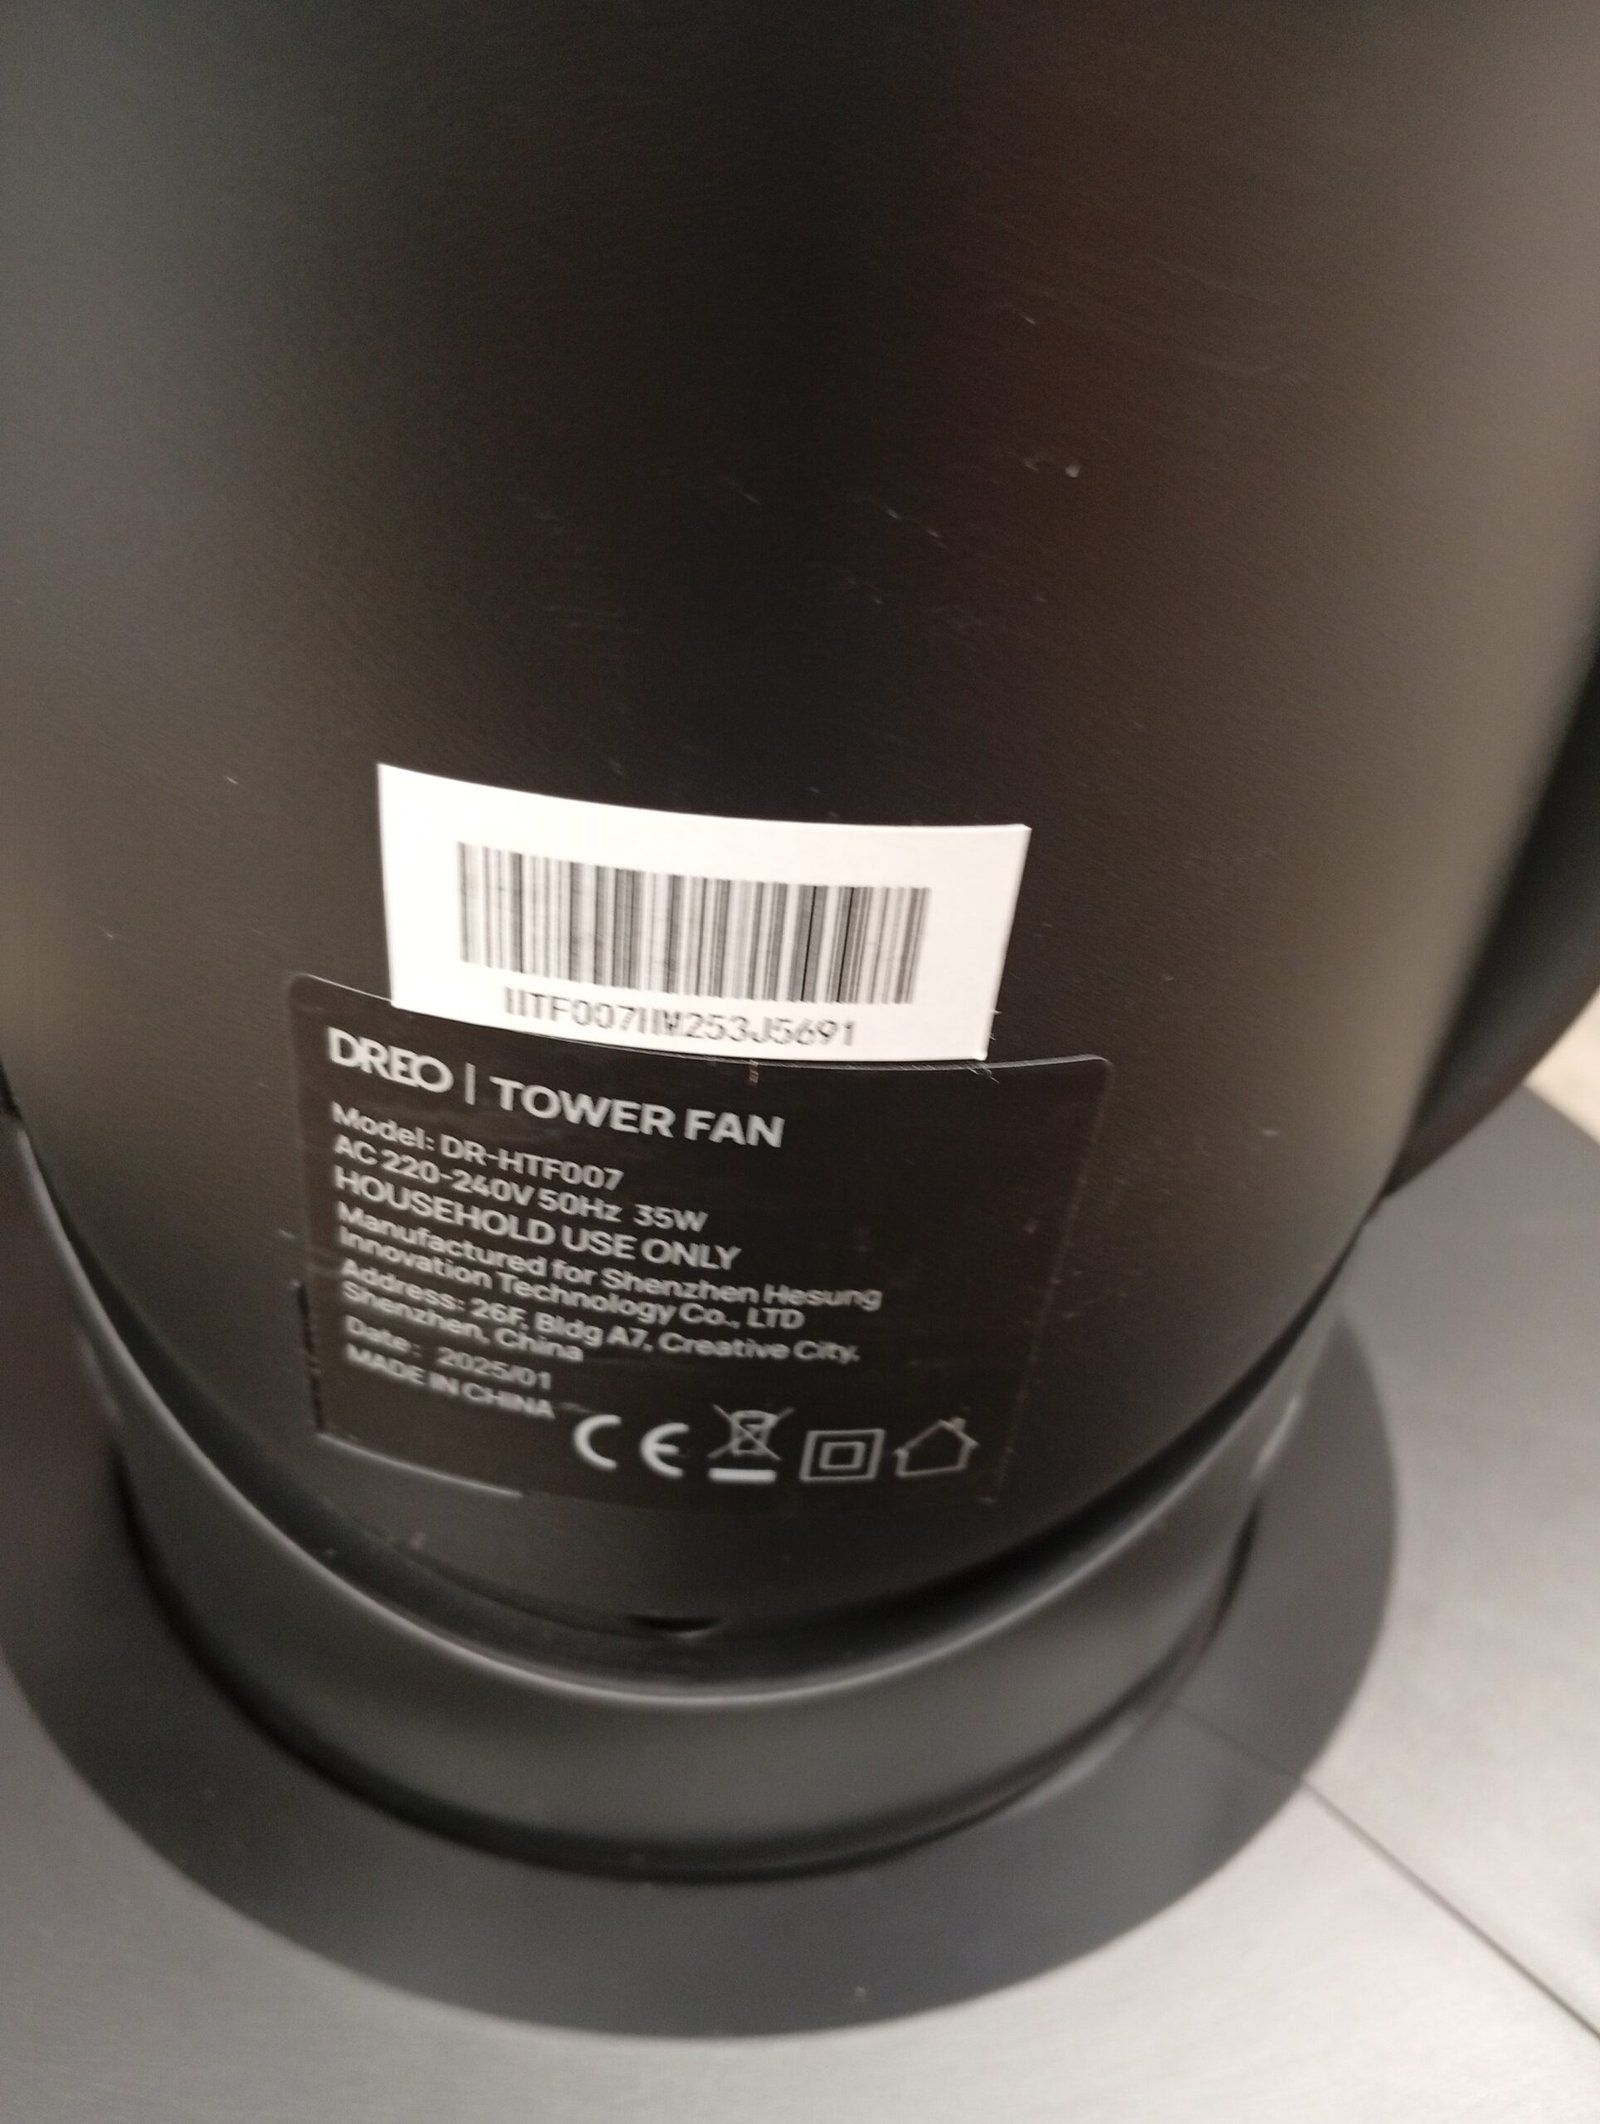 HTF007HM253J5691
DREO | TOWER FAN
Model: DR-HTF007
AC 220-240V 50Hz 35W
HOUSEHOLD USE ONLY
Manufactured for Shenzhen Hesung
Innovation Technology Co., LTD
Address: 26F, Bldg A7, Creative City,
Shenzhen, China
Date: 2025/01
MADE IN CHINA
CE